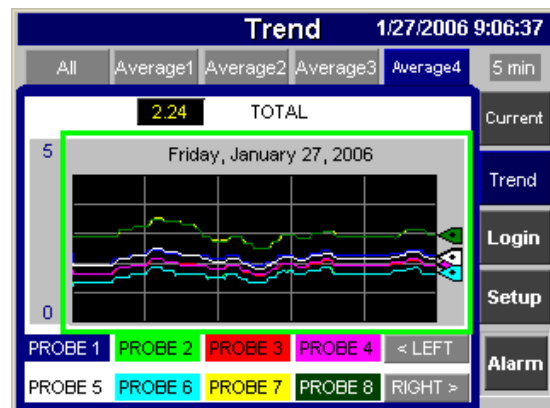 Trend 1/27/2006 9:06:37
All Average1 Average2 Average3 Average4 5 min
2.24 TOTAL Current
5 Friday, January 27, 2006
Trend
Login
0 Setup
PROBE 1 PROBE 2 PROBE 3 PROBE 4 < LEFT
Alarm
PROBE 5 PROBE 6 PROBE 7 PROBE 8 RIGHT >